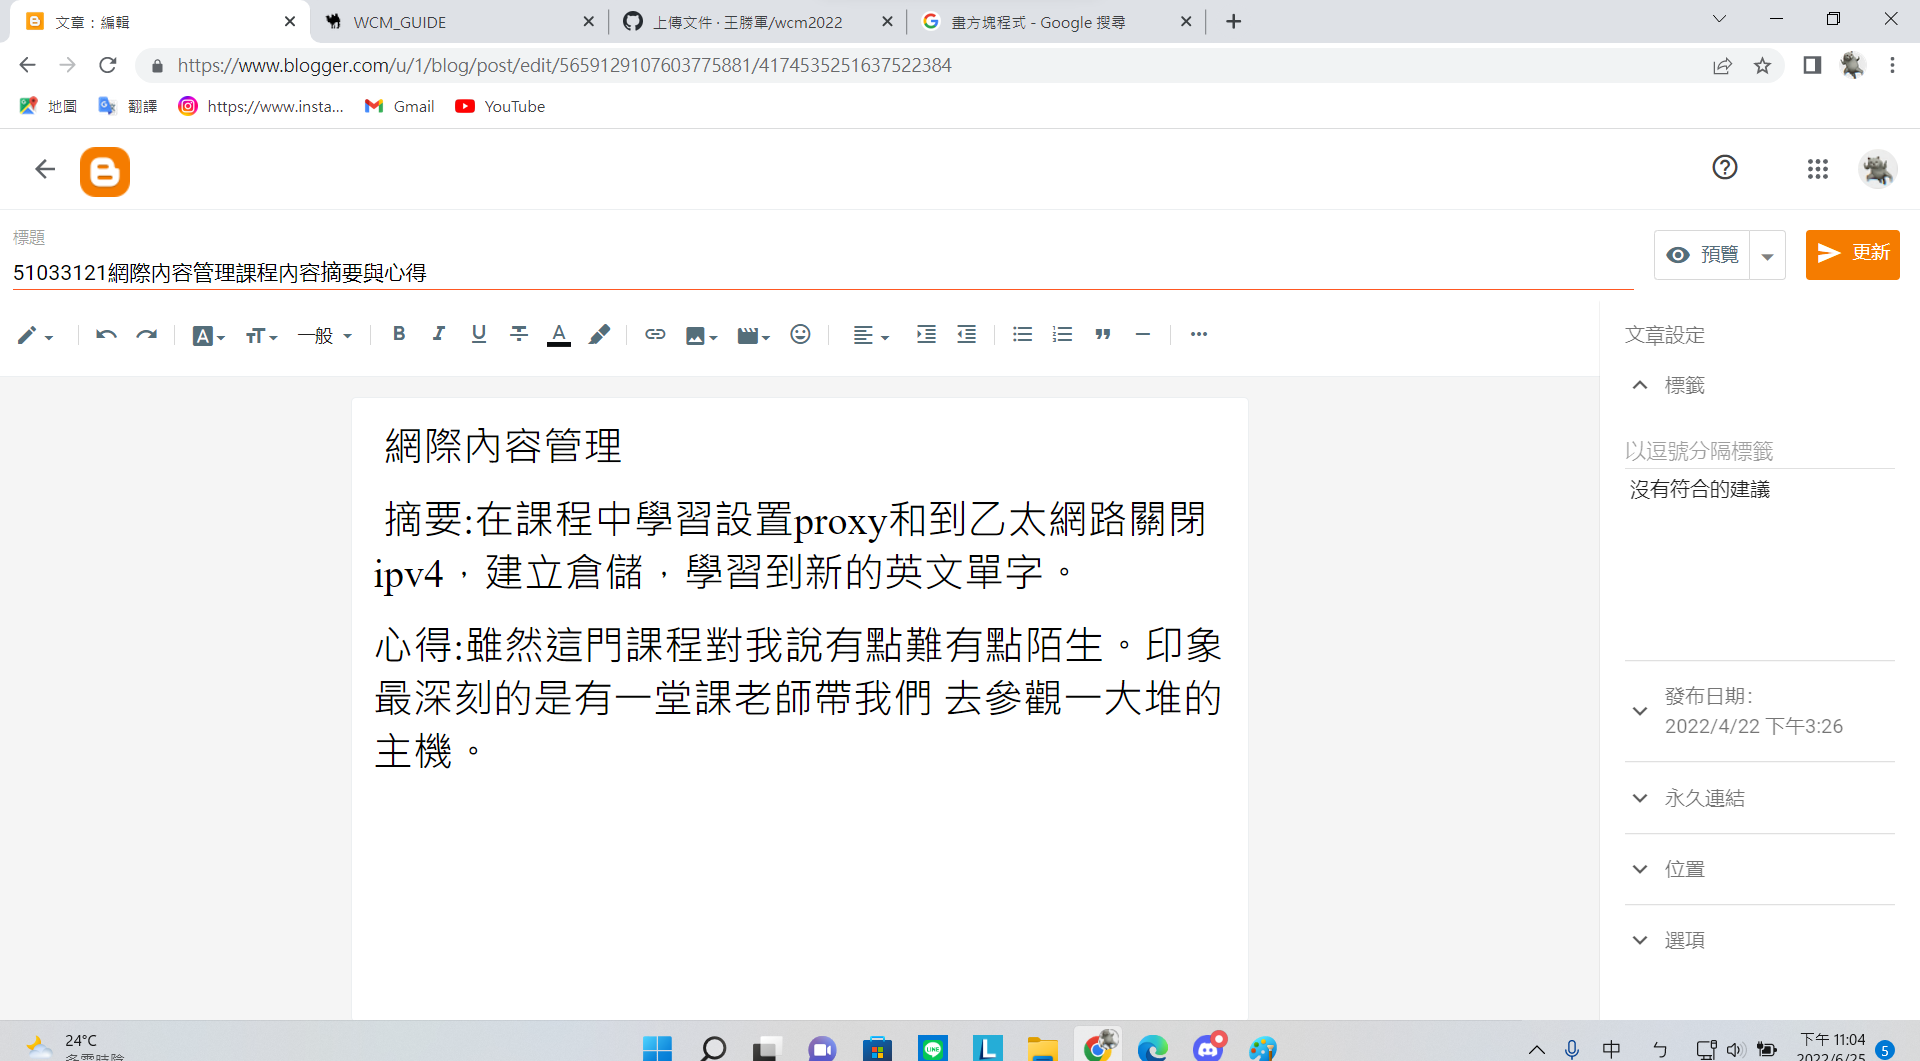 文章：編輯
WCM_GUIDE
上傳文件 · 王勝軍/wcm2022
畫方塊程式 - Google 搜尋
https://www.blogger.com/u/1/blog/post/edit/5659129107603775881/4174535251637522384
地圖
翻譯
https://www.insta...
Gmail
YouTube
標題
51033121網際內容管理課程內容摘要與心得
預覽
更新
一般
文章設定
標籤
以逗號分隔標籤
沒有符合的建議
發布日期：
2022/4/22 下午3:26
永久連結
位置
選項
網際內容管理
摘要:在課程中學習設置proxy和到乙太網路關閉
ipv4，建立倉儲，學習到新的英文單字。
心得:雖然這門課程對我說有點難有點陌生。印象
最深刻的是有一堂課老師帶我們 去參觀一大堆的
主機。
24°C
多雲時陰
中
ㄅ
下午 11:04
2022/6/25
5